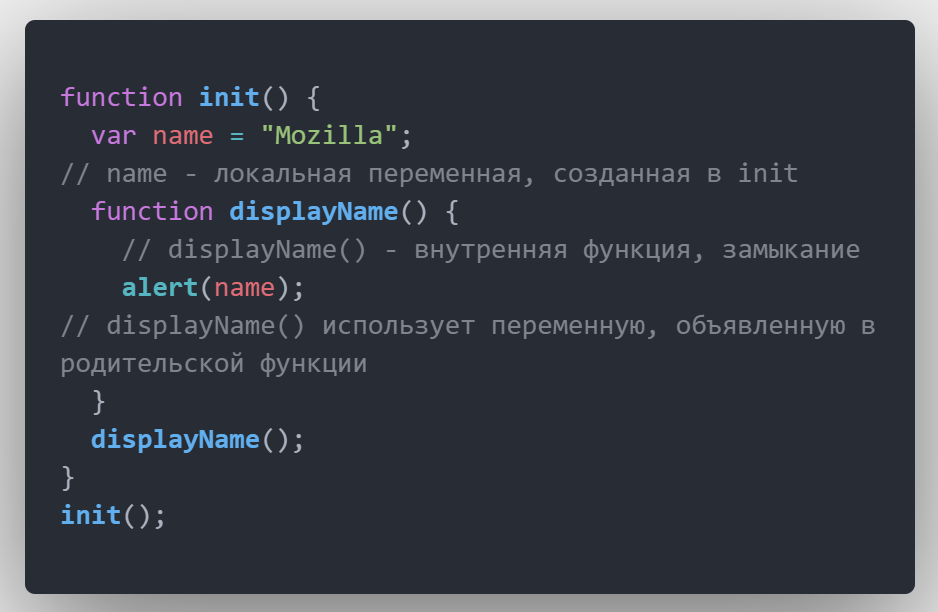 function init() {
  var name = "Mozilla";
// name - локальная переменная, созданная в init
  function displayName() {
    // displayName() - внутренняя функция, замыкание
    alert(name);
// displayName() использует переменную, объявленную в
родительской функции
  }
  displayName();
}
init();